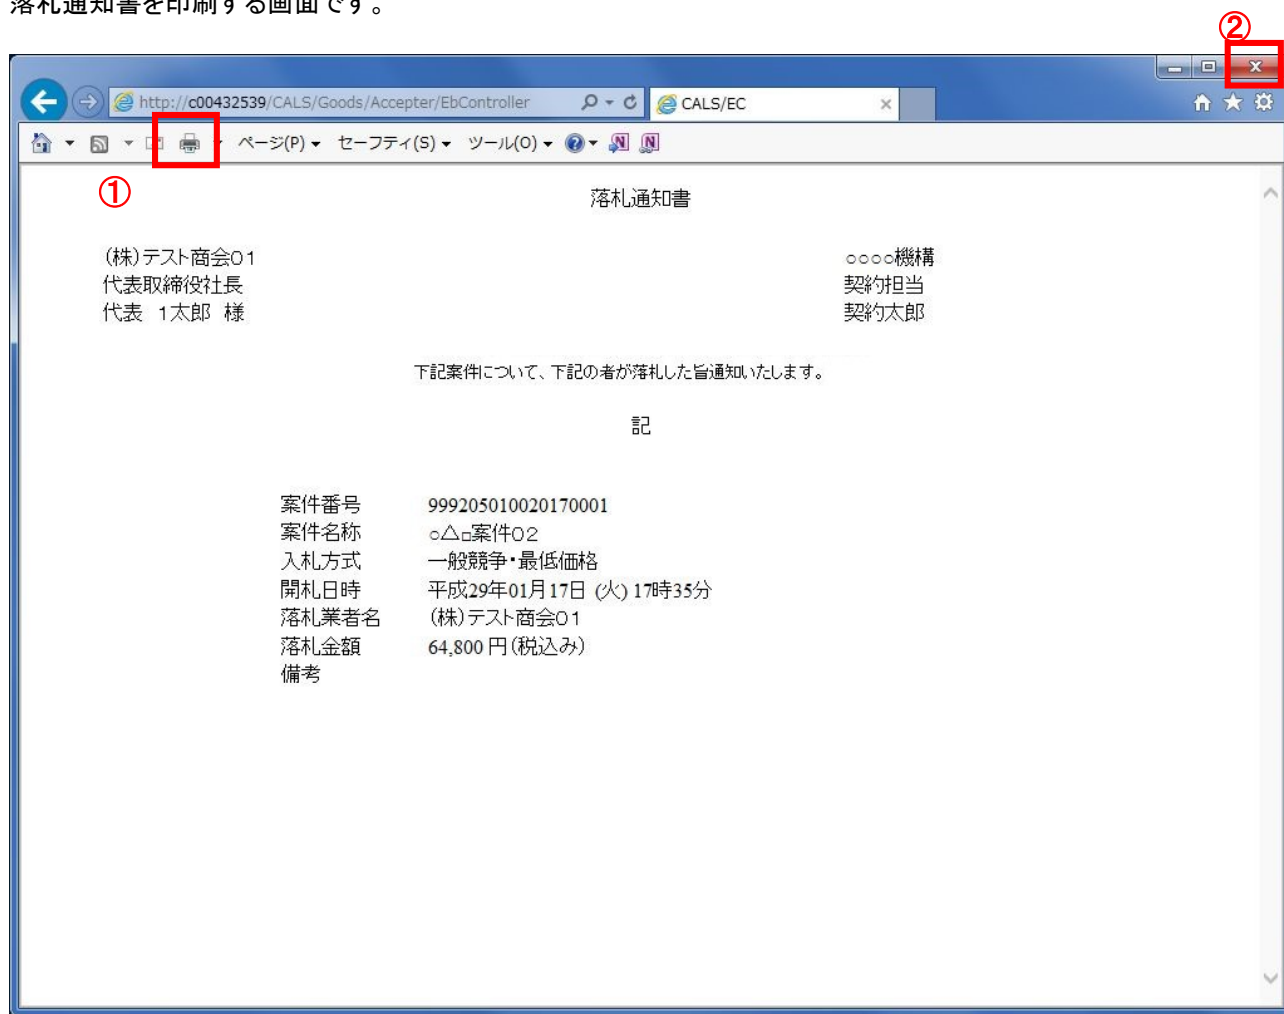 落札通知書を印刷する画面です。
②
http://c00432539/CALS/Goods/Accepter/EbController
CALS/EC
ページ(P) セーフティ(S) ツール(O)
①
落札通知書
(株)テスト商会01
代表取締役社長
代表 1太郎 様
○○○○機構
契約担当
契約太郎
下記案件について、下記の者が落札した旨通知いたします。
記
案件番号 999205010020170001
案件名称 ○△□案件02
入札方式 一般競争・最低価格
開札日時 平成29年01月17日 (火) 17時35分
落札業者名 (株)テスト商会01
落札金額 64,800 円(税込み)
備考